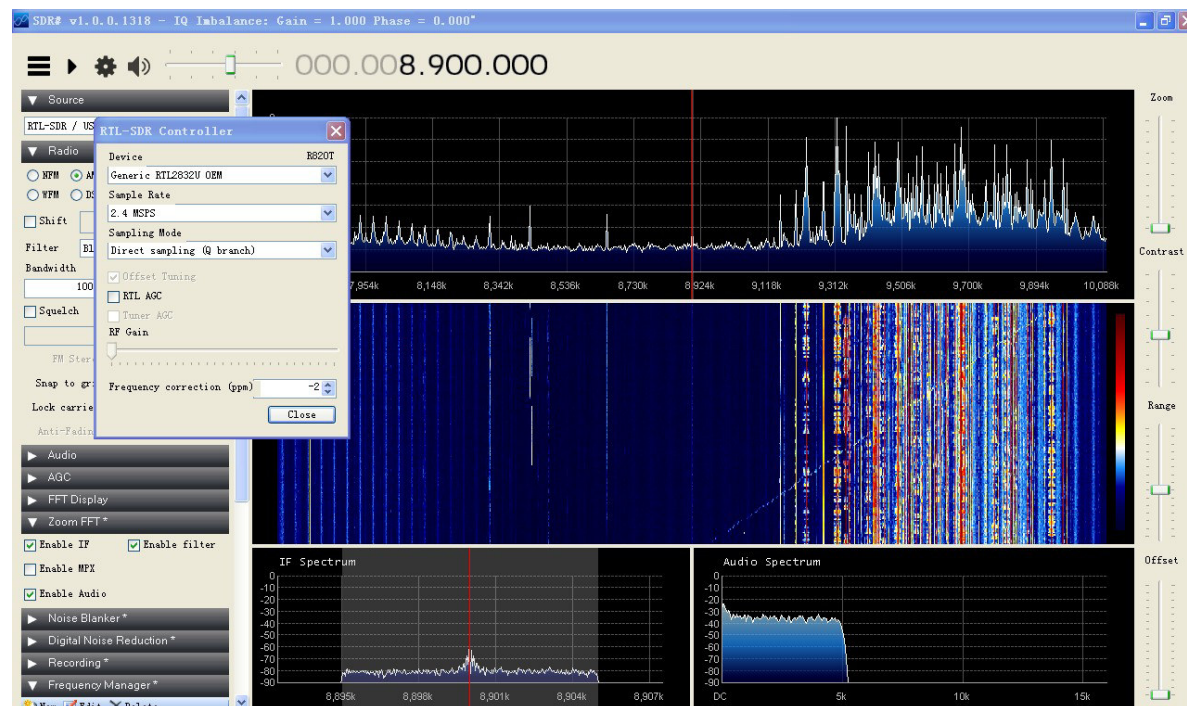 SDR# v1.0.0.1318 - IQ Imbalance: Gain = 1.000 Phase = 0.000°
000.008.900.000
Source
RTL-SDR / US
Radio
NFM
WFM
Shift
Filter
Bandwidth
100
Squelch
FM Ster
Snap to gr
Lock carrie
Anti-Fadin
Audio
AGC
FFT Display
Zoom FFT *
Enable IF Enable filter
Enable MPX
Enable Audio
Noise Blanker *
Digital Noise Reduction *
Recording *
Frequency Manager *
RTL-SDR Controller
Device R820T
Generic RTL2832U OEM
Sample Rate
2.4 MSPS
Sampling Mode
Direct sampling (Q branch)
Offset Tuning
RTL AGC
Tuner AGC
RF Gain
Frequency correction (ppm) -2
Close
7,954k 8,148k 8,342k 8,536k 8,730k 8,924k 9,118k 9,312k 9,506k 9,700k 9,894k 10,088k
Zoom
Contrast
Range
Offset
IF Spectrum
0
-10
-20
-30
-40
-50
-60
-70
-80
-90
8,895k 8,898k 8,901k 8,904k 8,907k
Audio Spectrum
0
-10
-20
-30
-40
-50
-60
-70
-80
-90
DC 5k 10k 15k